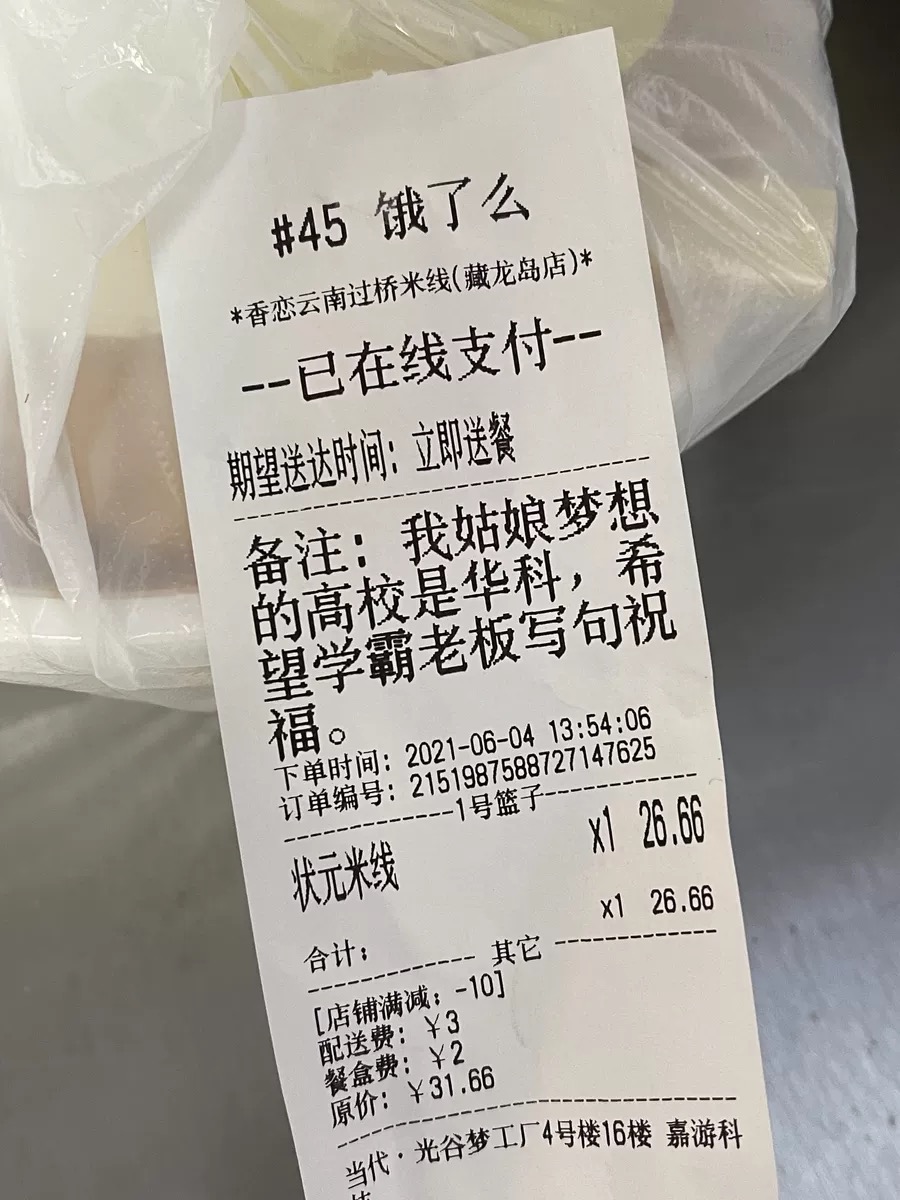 #45 饿了么
*香恋云南过桥米线(藏龙岛店)*
--已在线支付--
期望送达时间：立即送餐
备注：我姑娘梦想
的高校是华科，希
望学霸老板写句祝
福。
下单时间：2021-06-04 13:54:06
订单编号：2151987588727147625
1号篮子
状元米线 x1 26.66
合计： x1 26.66
其它
[店铺满减：-10]
配送费：￥3
餐盒费：￥2
原价：￥31.66
当代·光谷梦工厂4号楼16楼 嘉游科